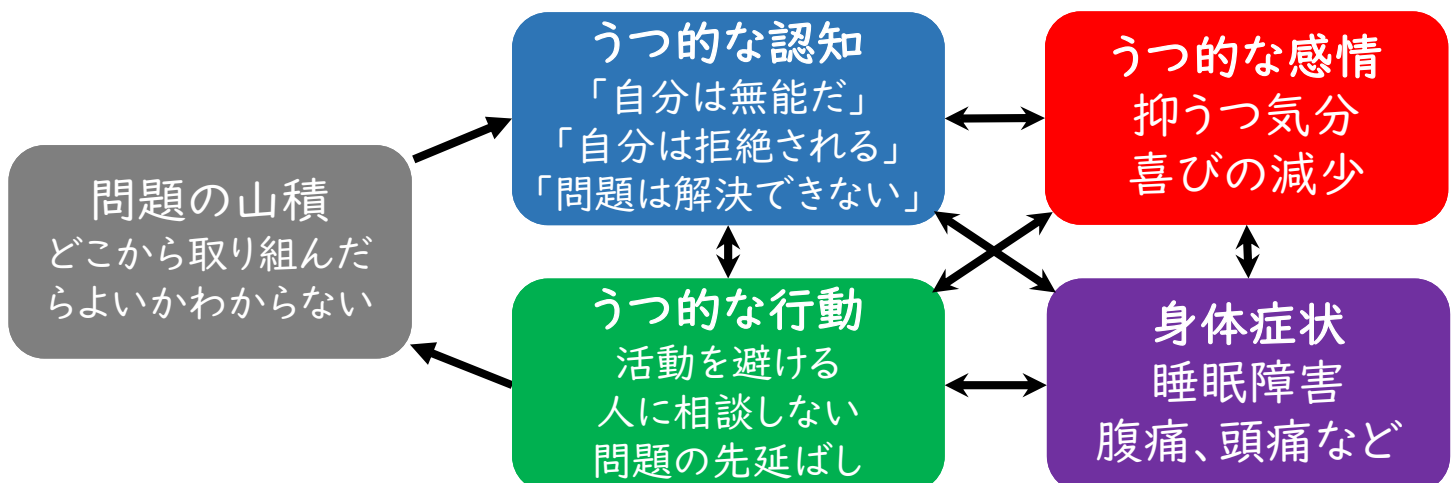 問題の山積
どこから取り組んだ
らよいかわからない
うつ的な認知
「自分は無能だ」
「自分は拒絶される」
「問題は解決できない」
うつ的な感情
抑うつ気分
喜びの減少
うつ的な行動
活動を避ける
人に相談しない
問題の先延ばし
身体症状
睡眠障害
腹痛、頭痛など